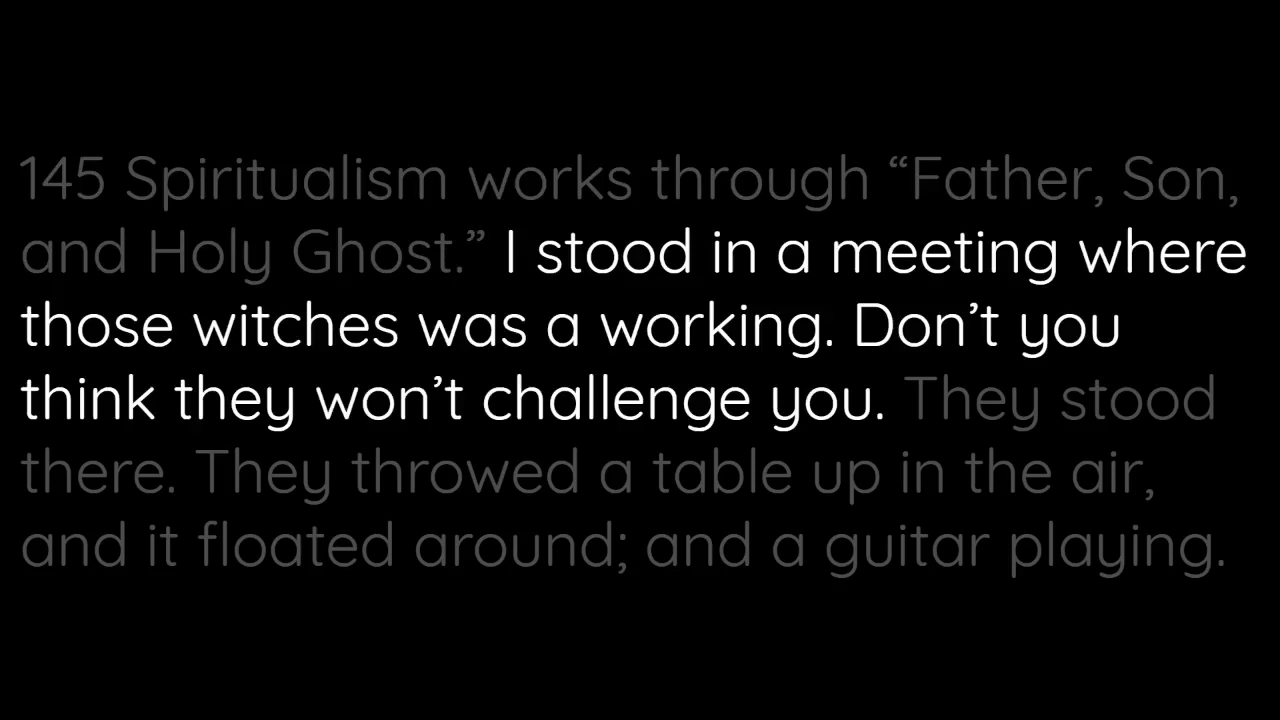 145 Spiritualism works through “Father, Son,
and Holy Ghost.” I stood in a meeting where
those witches was a working. Don’t you
think they won’t challenge you. They stood
there. They throwed a table up in the air,
and it floated around; and a guitar playing.